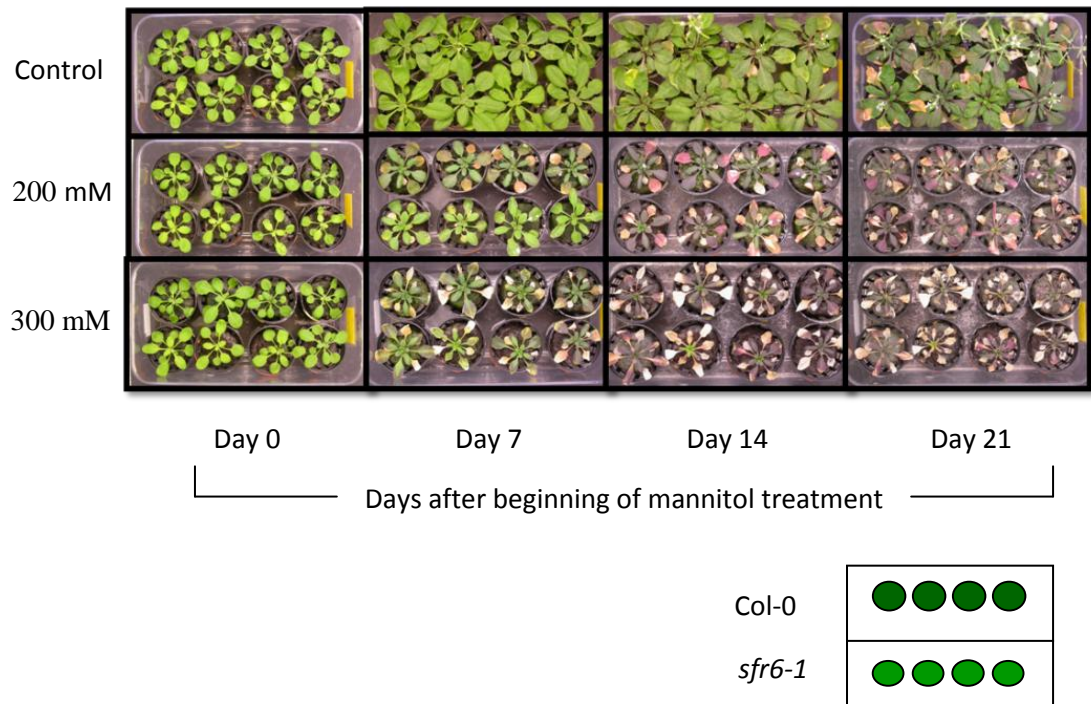 Control
200 mM
300 mM
Day 0 Day 7 Day 14 Day 21
Days after beginning of mannitol treatment
Col-0
sfr6-1